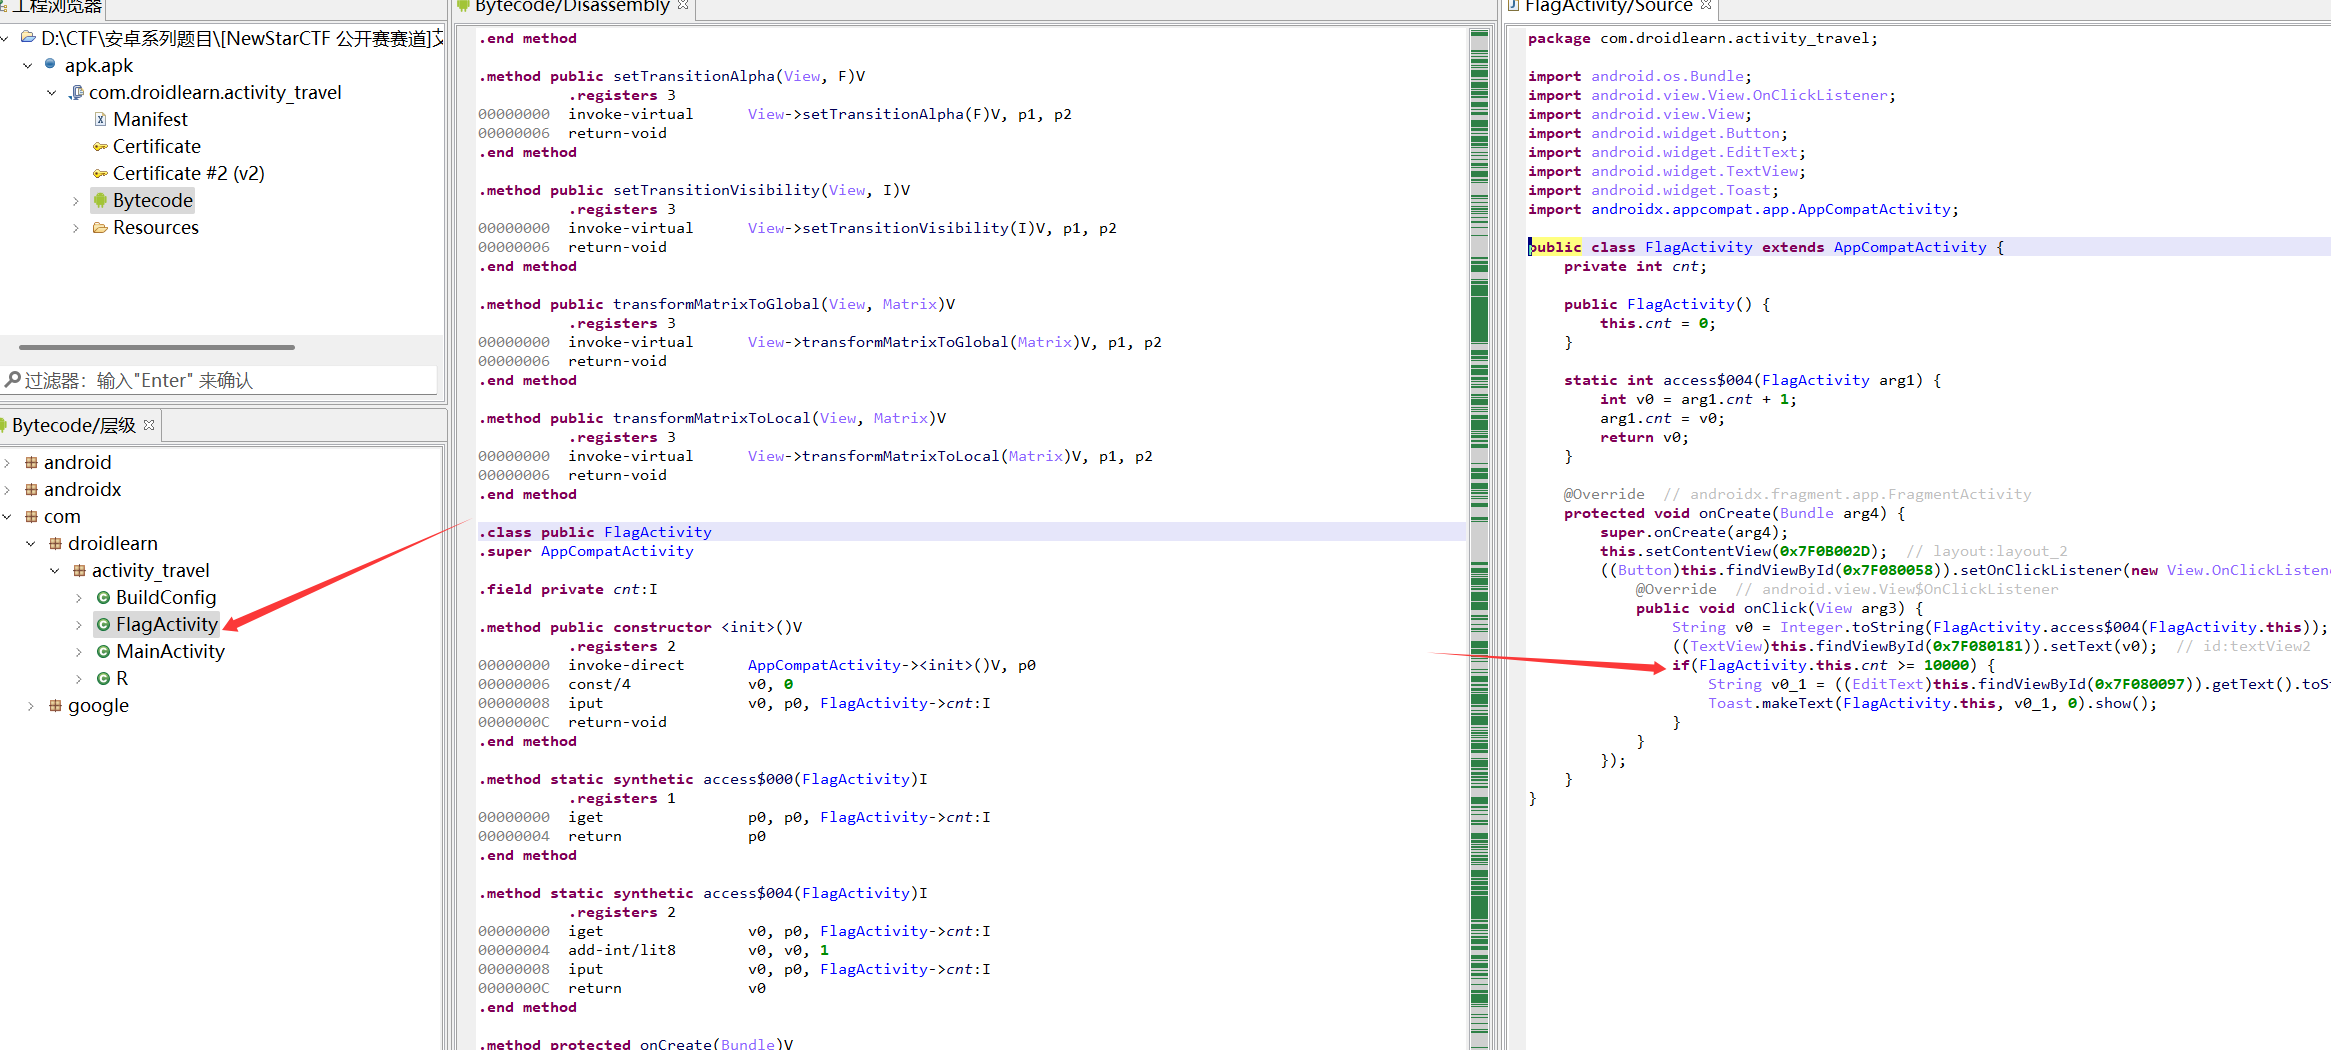 工程浏览器
D:\CTF\安卓系列题目\[NewStarCTF 公开赛赛道]
apk.apk
com.droidlearn.activity_travel
Manifest
Certificate
Certificate #2 (v2)
Bytecode
Resources
过滤器：输入"Enter" 来确认
Bytecode/层级
android
androidx
com
droidlearn
activity_travel
BuildConfig
FlagActivity
MainActivity
R
google
Bytecode/Disassembly
.end method
.method public setTransitionAlpha(View, F)V
.registers 3
00000000 invoke-virtual View->setTransitionAlpha(F)V, p1, p2
00000006 return-void
.end method
.method public setTransitionVisibility(View, I)V
.registers 3
00000000 invoke-virtual View->setTransitionVisibility(I)V, p1, p2
00000006 return-void
.end method
.method public transformMatrixToGlobal(View, Matrix)V
.registers 3
00000000 invoke-virtual View->transformMatrixToGlobal(Matrix)V, p1, p2
00000006 return-void
.end method
.method public transformMatrixToLocal(View, Matrix)V
.registers 3
00000000 invoke-virtual View->transformMatrixToLocal(Matrix)V, p1, p2
00000006 return-void
.end method
.class public FlagActivity
.super AppCompatActivity
.field private cnt:I
.method public constructor <init>()V
.registers 2
00000000 invoke-direct AppCompatActivity-><init>()V, p0
00000006 const/4 v0, 0
00000008 iput v0, p0, FlagActivity->cnt:I
0000000C return-void
.end method
.method static synthetic access$000(FlagActivity)I
.registers 1
00000000 iget p0, p0, FlagActivity->cnt:I
00000004 return p0
.end method
.method static synthetic access$004(FlagActivity)I
.registers 2
00000000 iget v0, p0, FlagActivity->cnt:I
00000004 add-int/lit8 v0, v0, 1
00000008 iput v0, p0, FlagActivity->cnt:I
0000000C return v0
.end method
.method protected onCreate(Bundle)V
FlagActivity/Source
package com.droidlearn.activity_travel;
import android.os.Bundle;
import android.view.View.OnClickListener;
import android.view.View;
import android.widget.Button;
import android.widget.EditText;
import android.widget.TextView;
import android.widget.Toast;
import androidx.appcompat.app.AppCompatActivity;
public class FlagActivity extends AppCompatActivity {
private int cnt;
public FlagActivity() {
this.cnt = 0;
}
static int access$004(FlagActivity arg1) {
int v0 = arg1.cnt + 1;
arg1.cnt = v0;
return v0;
}
@Override // androidx.fragment.app.FragmentActivity
protected void onCreate(Bundle arg4) {
super.onCreate(arg4);
this.setContentView(0x7F0B002D); // layout:layout_2
((Button)this.findViewById(0x7F080058)).setOnClickListener(new View.OnClickListene
@Override // android.view.View$OnClickListener
public void onClick(View arg3) {
String v0 = Integer.toString(FlagActivity.access$004(FlagActivity.this));
((TextView)this.findViewById(0x7F080181)).setText(v0); // id:textView2
if(FlagActivity.this.cnt >= 10000) {
String v0_1 = ((EditText)this.findViewById(0x7F080097)).getText().toS
Toast.makeText(FlagActivity.this, v0_1, 0).show();
}
}
});
}
}